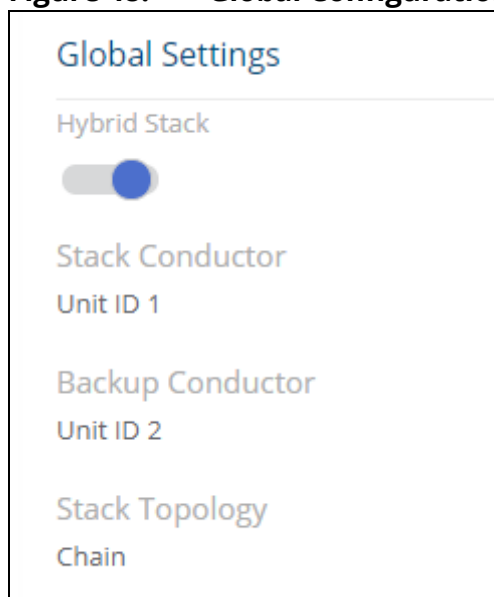 Global Settings
Hybrid Stack
Stack Conductor
Unit ID 1
Backup Conductor
Unit ID 2
Stack Topology
Chain